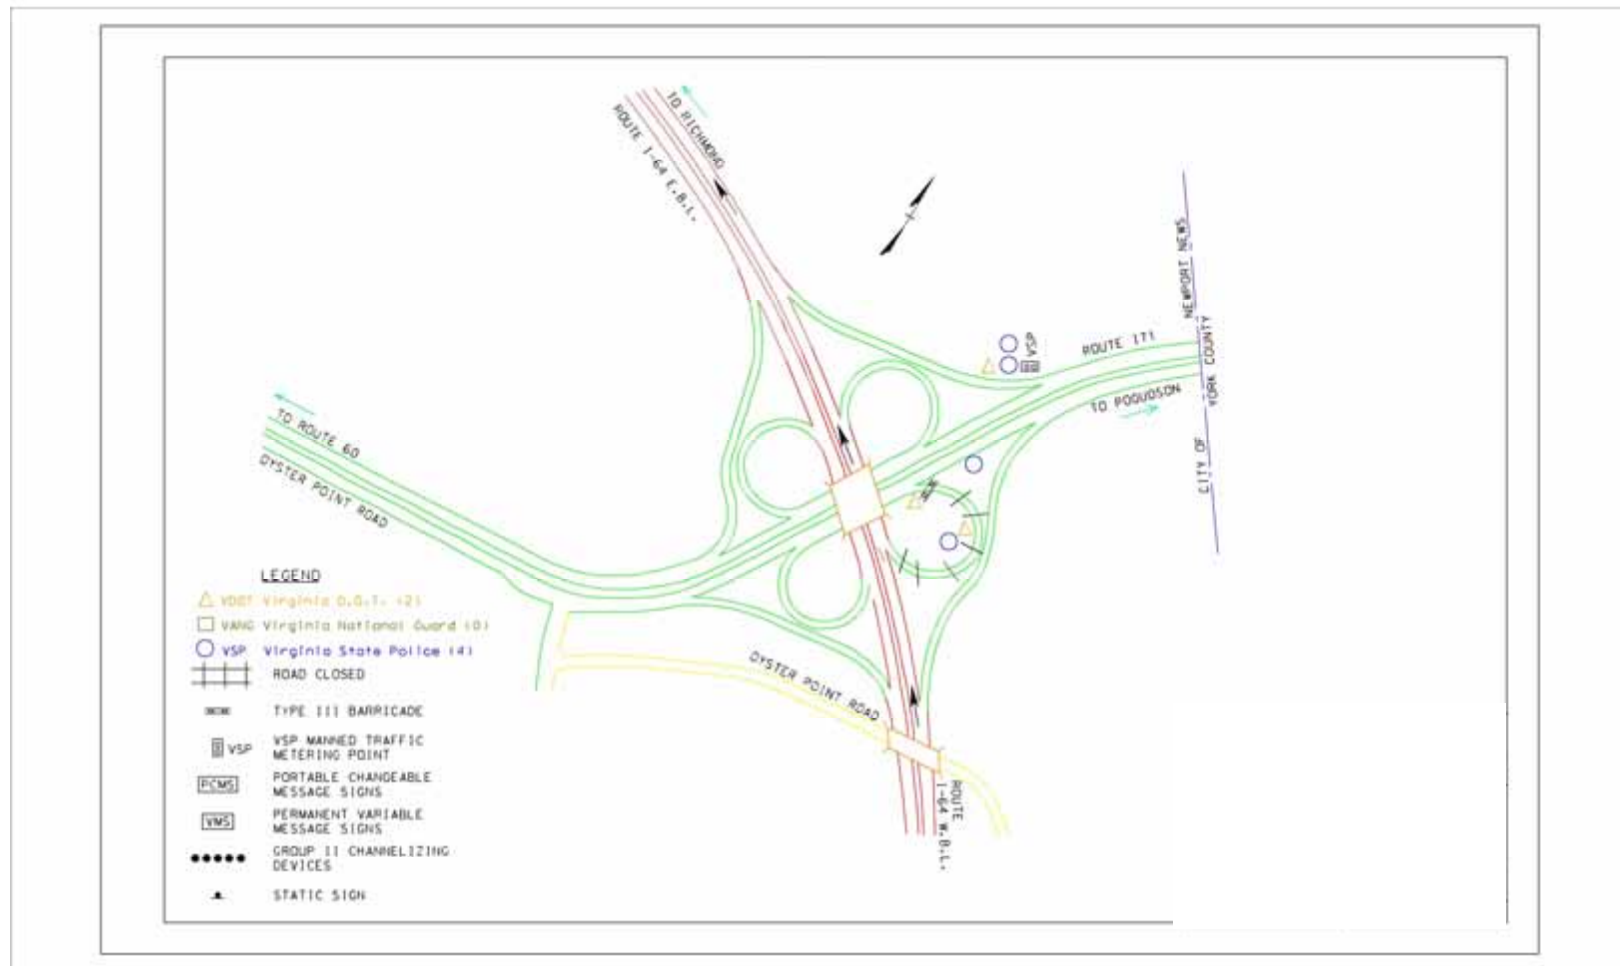 TO RICHMOND
ROUTE I-64 E.B.L.
NEWPORT NEWS
YORK COUNTY
CITY OF
VSP
ROUTE 171
TO POQUOSON
TO ROUTE 60
OYSTER POINT ROAD
OYSTER POINT ROAD
ROUTE
I-64 W.B.L.
LEGEND
VDOT Virginia D.O.T. (2)
VANG Virginia National Guard (0)
VSP Virginia State Police (4)
ROAD CLOSED
TYPE III BARRICADE
VSP
VSP MANNED TRAFFIC
METERING POINT
PCMS
PORTABLE CHANGEABLE
MESSAGE SIGNS
VMS
PERMANENT VARIABLE
MESSAGE SIGNS
GROUP II CHANNELIZING
DEVICES
STATIC SIGN